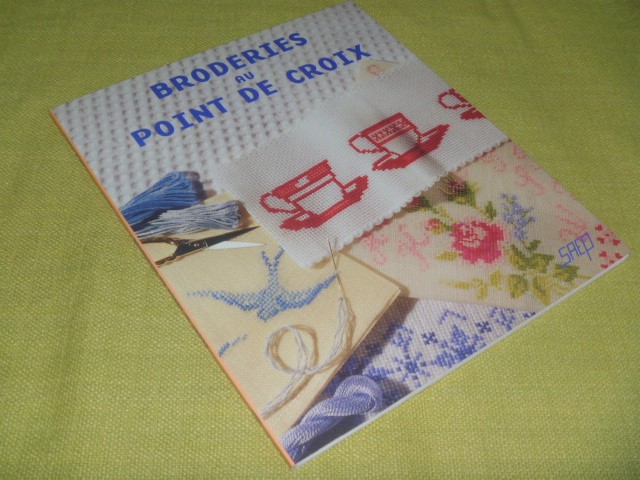 BRODERIES
AU
POINT DE CROIX
SAEP